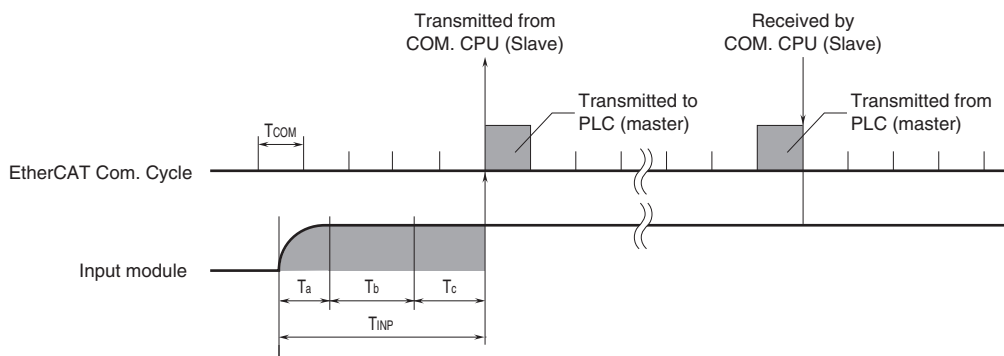 Transmitted from
COM. CPU (Slave)
Received by
COM. CPU (Slave)
Transmitted to
PLC (master)
Transmitted from
PLC (master)
TCOM
EtherCAT Com. Cycle
Input module
Ta
Tb
Tc
TINP